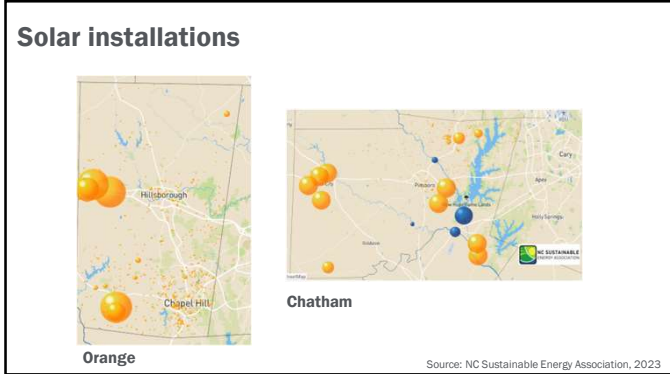 Solar installations
Hillsborough
Chapel Hill
Orange
Cary
Apex
Holly Springs
NC SUSTAINABLE
ENERGY ASSOCIATION
Chatham
Source: NC Sustainable Energy Association, 2023